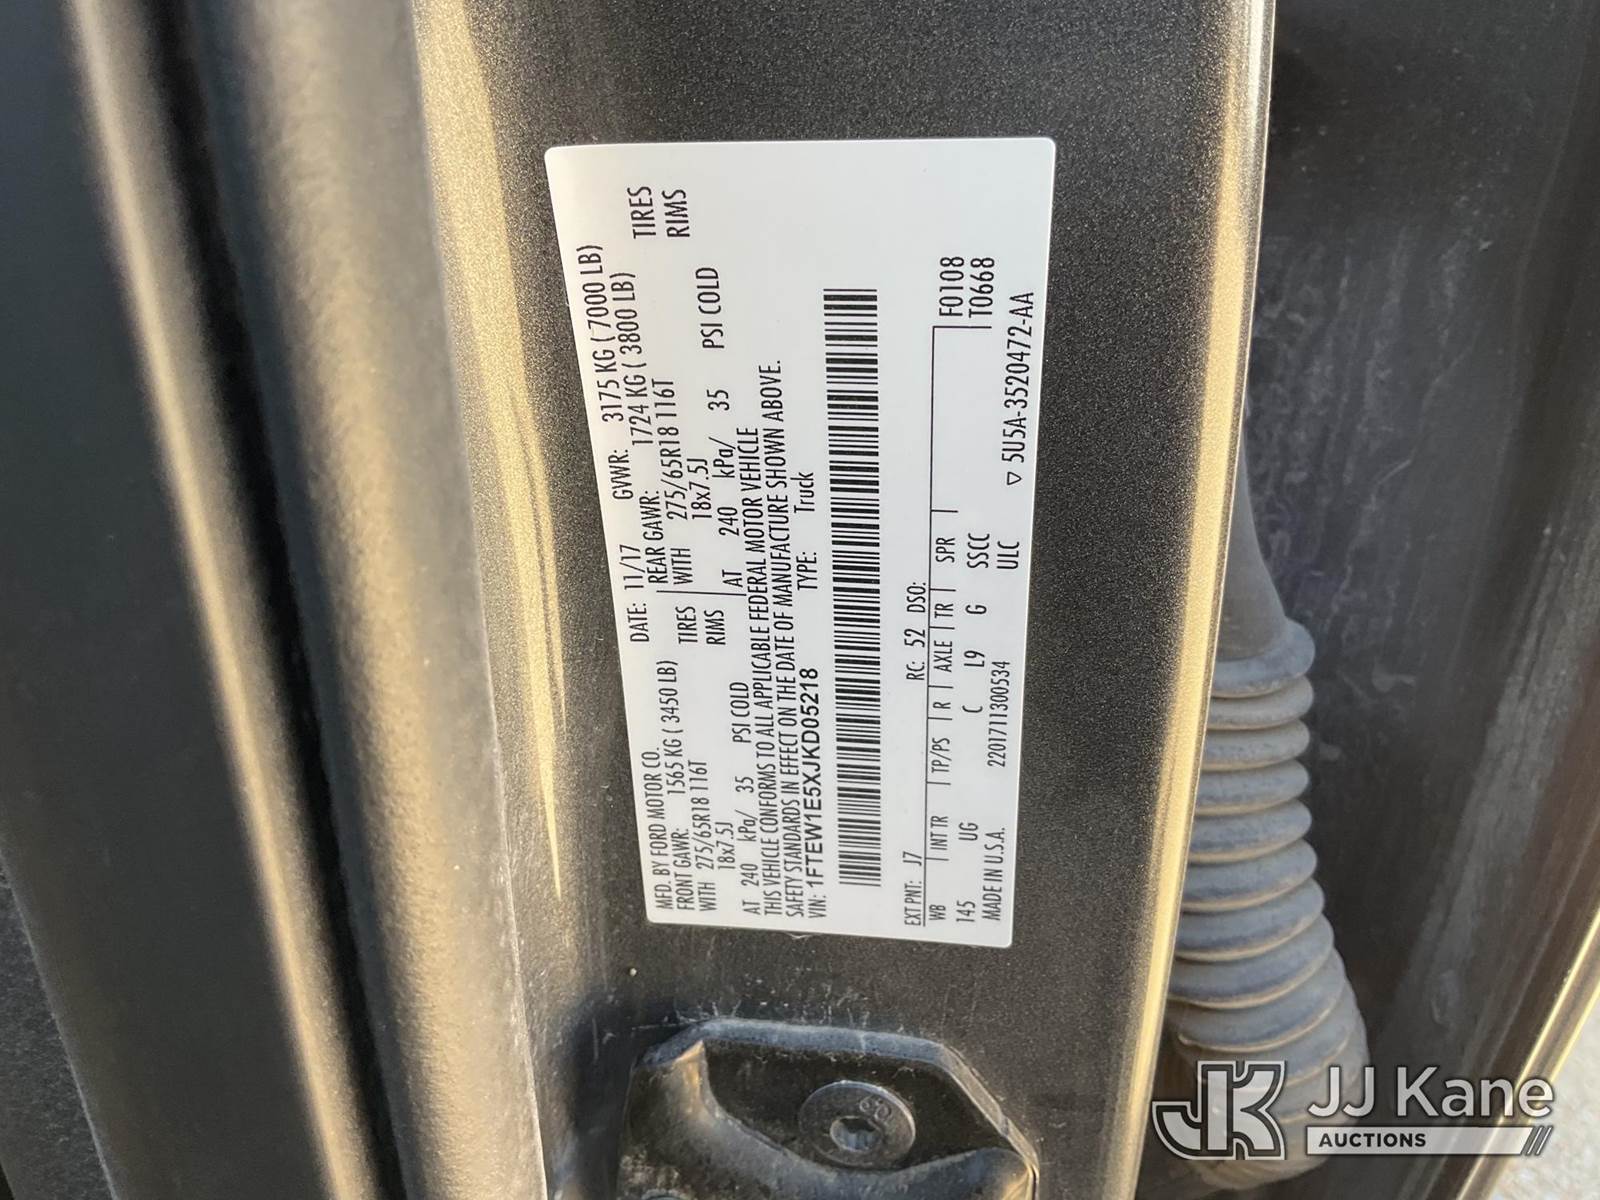 MFD. BY FORD MOTOR CO. DATE: 11/17 GVWR: 3175 KG ( 7000 LB)
FRONT GAWR: 1565 KG ( 3450 LB) REAR GAWR: 1724 KG ( 3800 LB)
WITH 275/65R18 116T TIRES WITH 275/65R18 116T TIRES
18x7.5J RIMS 18x7.5J RIMS
AT 240 kPa/ 35 PSI COLD AT 240 kPa/ 35 PSI COLD
THIS VEHICLE CONFORMS TO ALL APPLICABLE FEDERAL MOTOR VEHICLE
SAFETY STANDARDS IN EFFECT ON THE DATE OF MANUFACTURE SHOWN ABOVE.
VIN: 1FTEW1E5XJKD05218 TYPE: Truck
EXT PNT: J7 RC: 52 DSO:
WB INT TR TP/PS R AXLE TR SPR F0108
145 UG C L9 G SSCC T0668
MADE IN U.S.A. 220171130053​4 ULC ▽ 5U5A-3520472-AA
60
JK JJ Kane
AUCTIONS